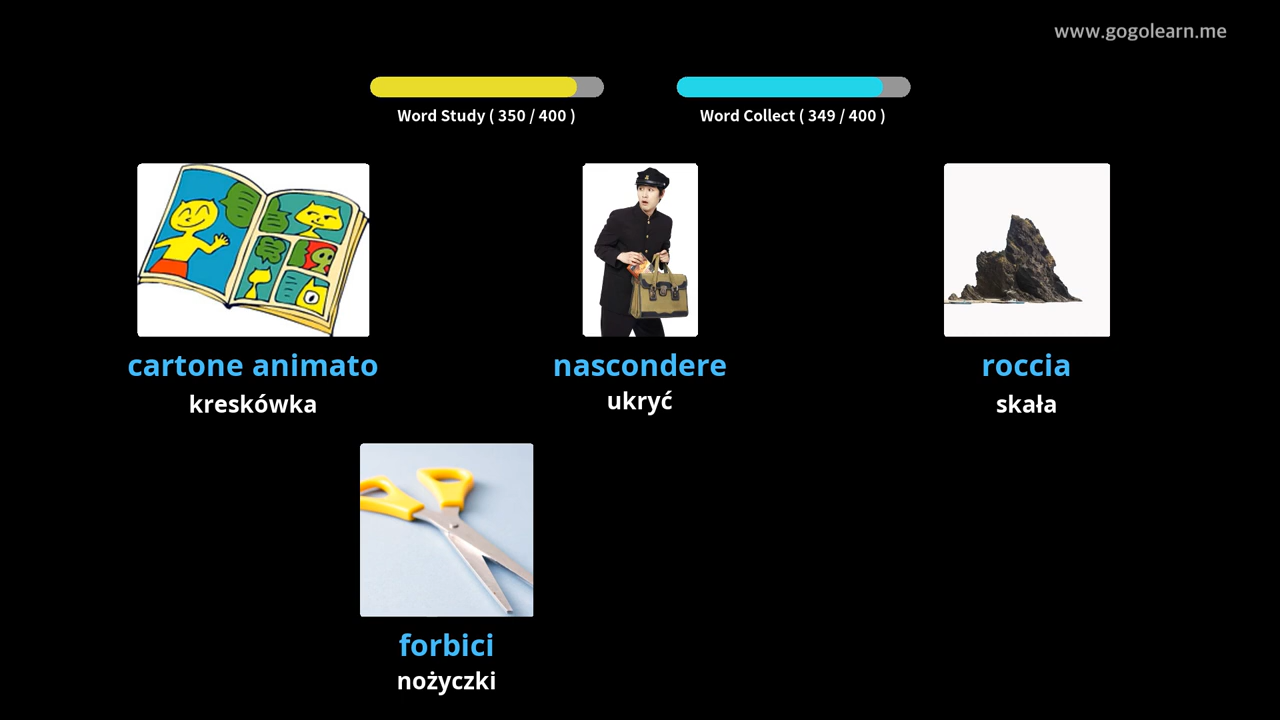 www.gogolearn.me
Word Study ( 350 / 400 )
Word Collect ( 349 / 400 )
cartone animato
kreskówka
nascondere
ukryć
roccia
skała
forbici
nożyczki